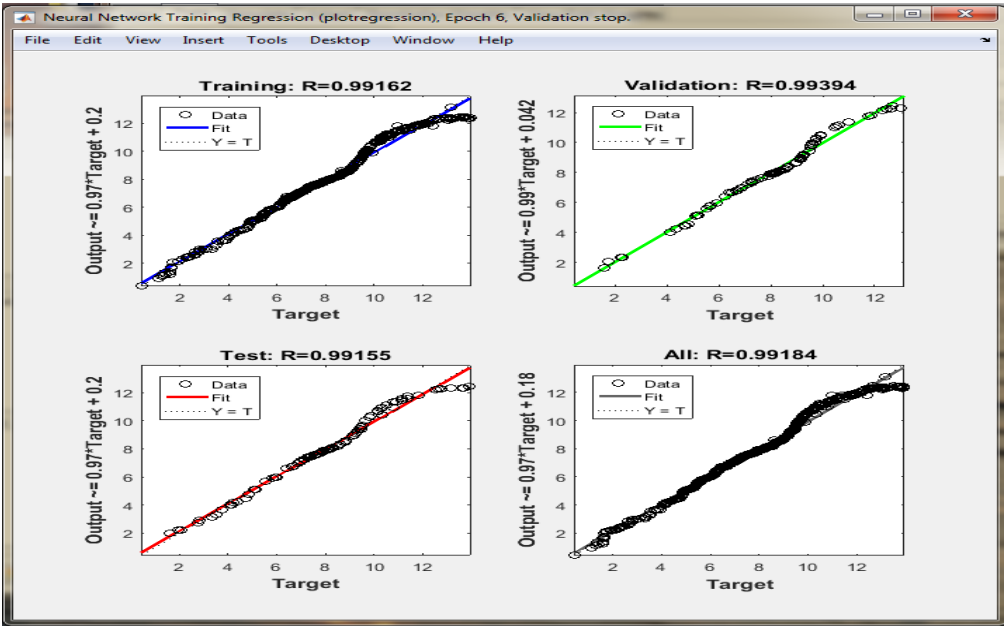 Neural Network Training Regression (plotregression), Epoch 6, Validation stop.
File Edit View Insert Tools Desktop Window Help
Training: R=0.99162
Output ~= 0.97*Target + 0.2
Data
Fit
Y = T
12
10
8
6
4
2
2 4 6 8 10 12
Target
Validation: R=0.99394
Output ~= 0.99*Target + 0.042
Data
Fit
Y = T
12
10
8
6
4
2
2 4 6 8 10 12
Target
Test: R=0.99155
Output ~= 0.97*Target + 0.2
Data
Fit
Y = T
12
10
8
6
4
2
2 4 6 8 10 12
Target
All: R=0.99184
Output ~= 0.97*Target + 0.18
Data
Fit
Y = T
12
10
8
6
4
2
2 4 6 8 10 12
Target